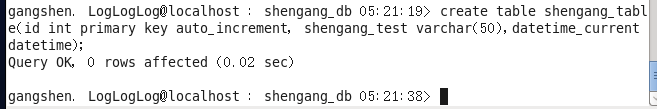 gangshen. LogLogLog@localhost : shengang_db 05:21:19> create table shengang_tabl
e(id int primary key auto_increment, shengang_test varchar(50),datetime_current
datetime);
Query OK, 0 rows affected (0.02 sec)
gangshen. LogLogLog@localhost : shengang_db 05:21:38>